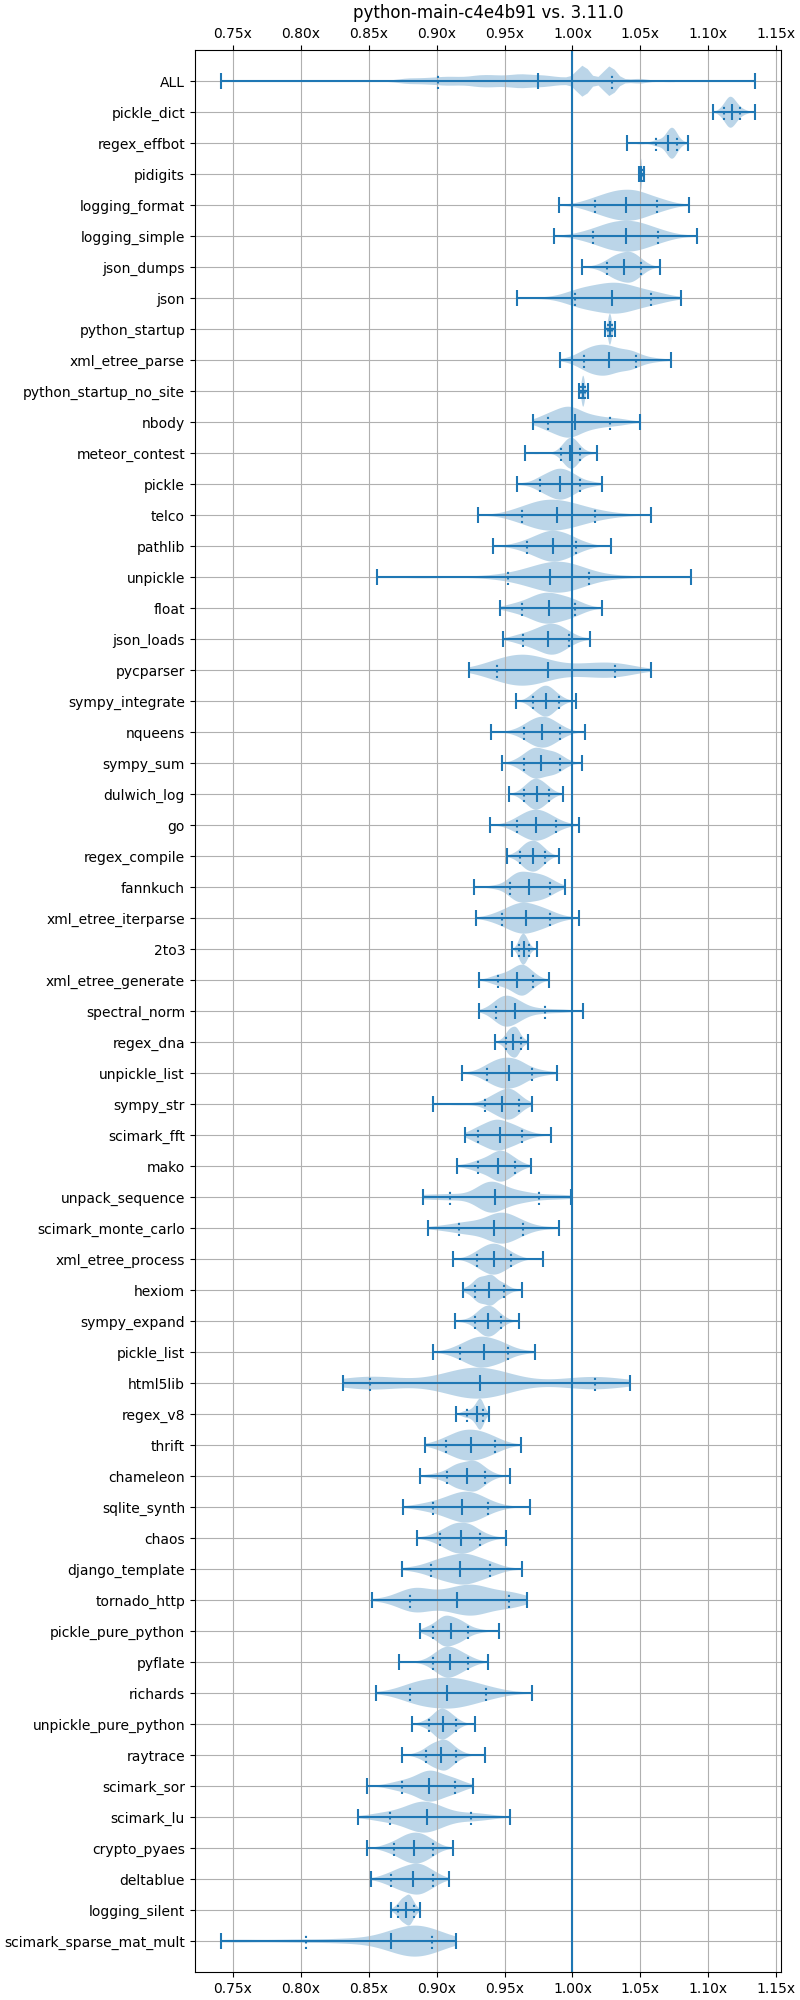 python-main-c4e4b91 vs. 3.11.0
0.75x 0.80x 0.85x 0.90x 0.95x 1.00x 1.05x 1.10x 1.15x
ALL
pickle_dict
regex_effbot
pidigits
logging_format
logging_simple
json_dumps
json
python_startup
xml_etree_parse
python_startup_no_site
nbody
meteor_contest
pickle
telco
pathlib
unpickle
float
json_loads
pycparser
sympy_integrate
nqueens
sympy_sum
dulwich_log
go
regex_compile
fannkuch
xml_etree_iterparse
2to3
xml_etree_generate
spectral_norm
regex_dna
unpickle_list
sympy_str
scimark_fft
mako
unpack_sequence
scimark_monte_carlo
xml_etree_process
hexiom
sympy_expand
pickle_list
html5lib
regex_v8
thrift
chameleon
sqlite_synth
chaos
django_template
tornado_http
pickle_pure_python
pyflate
richards
unpickle_pure_python
raytrace
scimark_sor
scimark_lu
crypto_pyaes
deltablue
logging_silent
scimark_sparse_mat_mult
0.75x 0.80x 0.85x 0.90x 0.95x 1.00x 1.05x 1.10x 1.15x